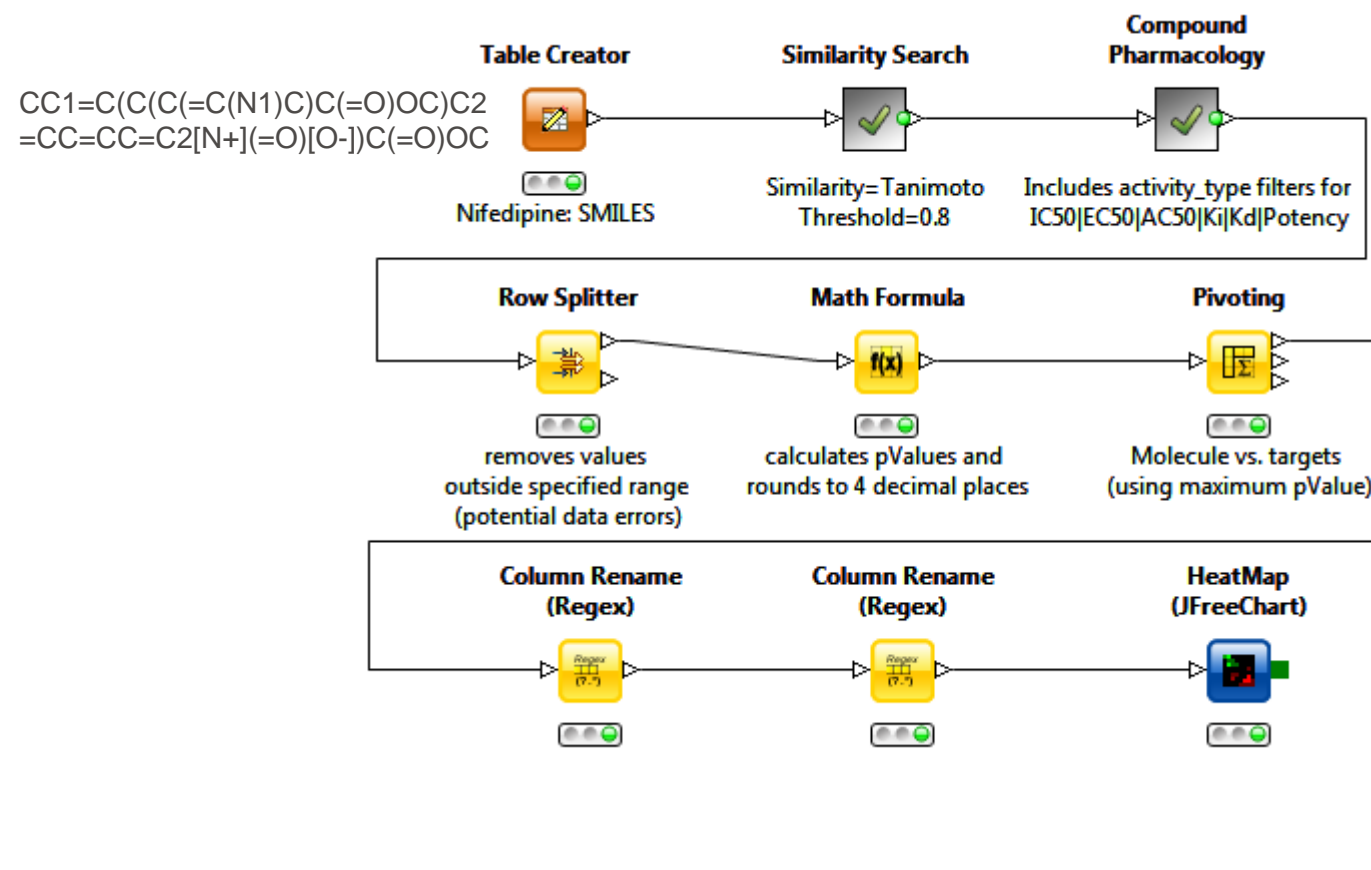 Table Creator
Similarity Search
Compound
Pharmacology
CC1=C(C(C(=C(N1)C)C(=O)OC)C2
=CC=CC=C2[N+](=O)[O-])C(=O)OC
Nifedipine: SMILES
Similarity=Tanimoto
Threshold=0.8
Includes activity_type filters for
IC50|EC50|AC50|Ki|Kd|Potency
Row Splitter
Math Formula
Pivoting
f(x)
Σ
removes values
outside specified range
(potential data errors)
calculates pValues and
rounds to 4 decimal places
Molecule vs. targets
(using maximum pValue)
Column Rename
(Regex)
Column Rename
(Regex)
HeatMap
(JFreeChart)
Regex
(?.*)
Regex
(?.*)